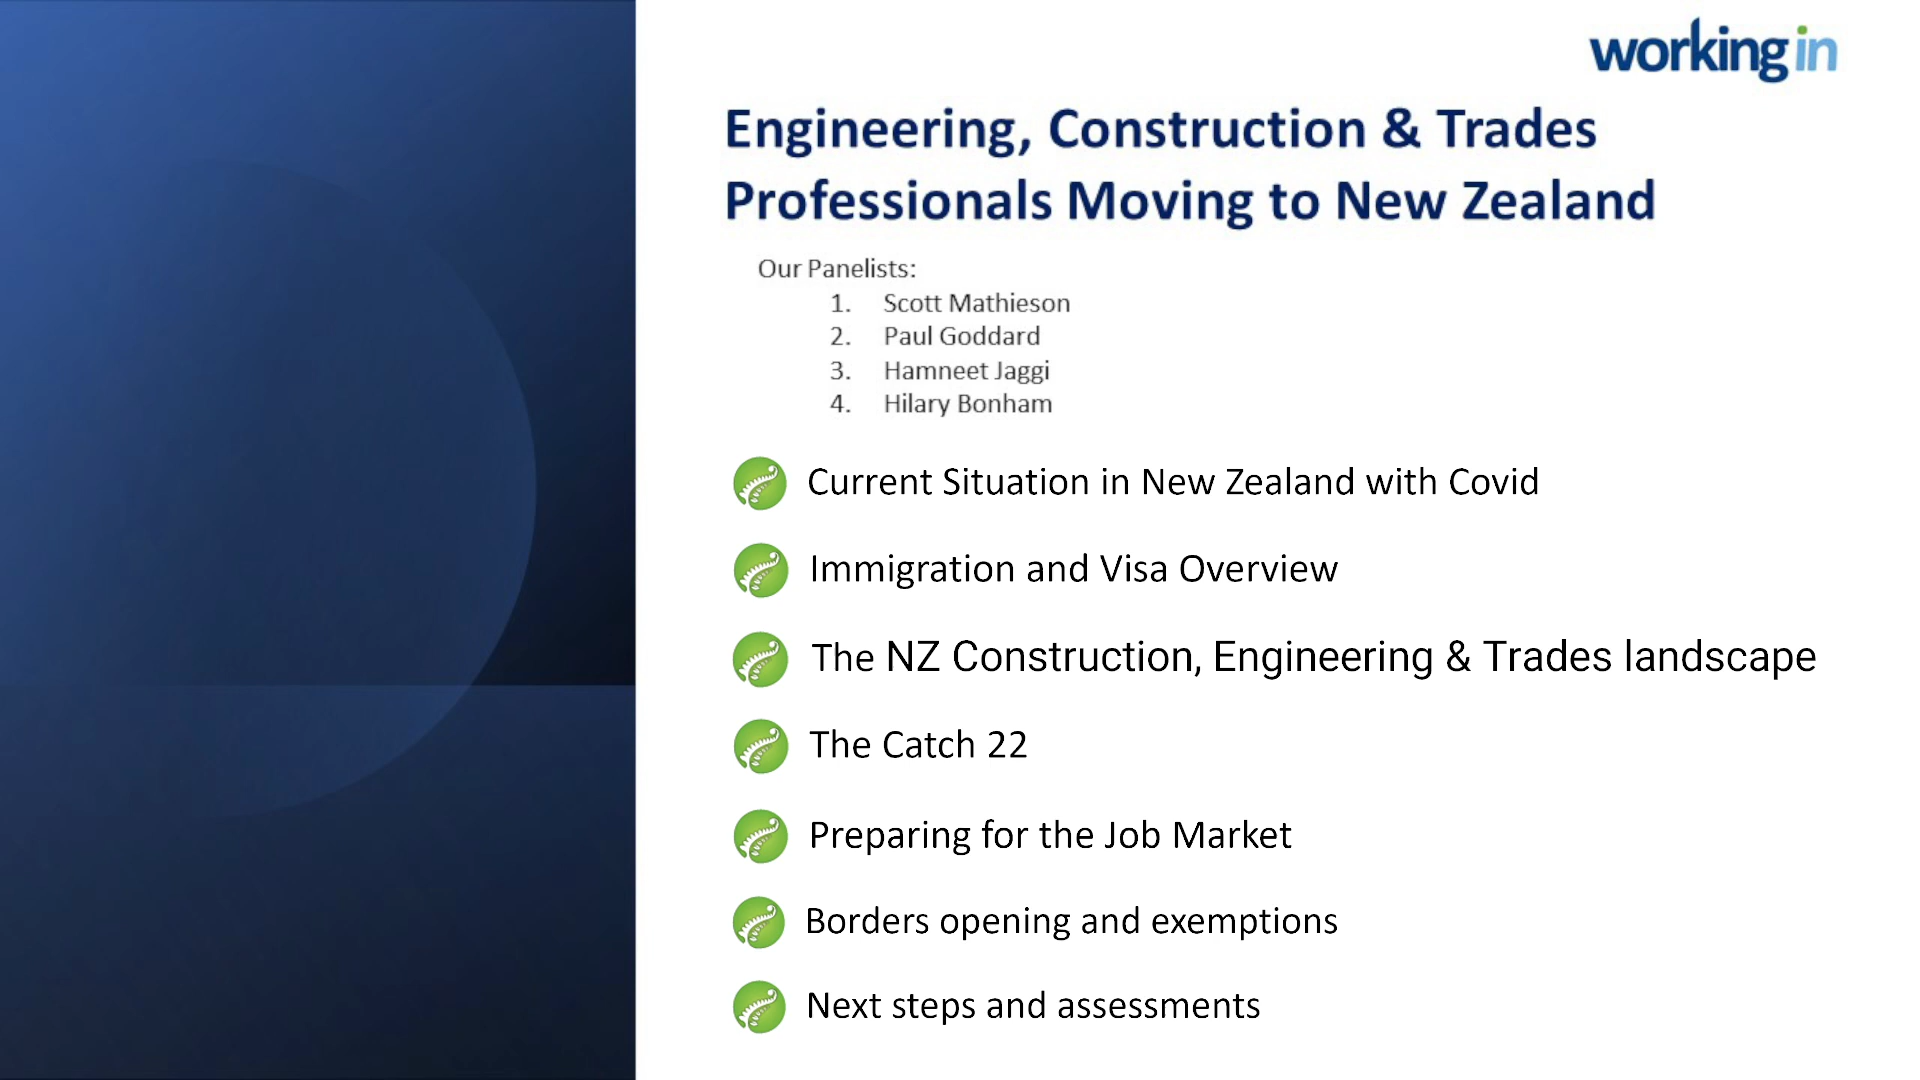 workingin
Engineering, Construction & Trades
Professionals Moving to New Zealand
Our Panelists:
1. Scott Mathieson
2. Paul Goddard
3. Hamneet Jaggi
4. Hilary Bonham
Current Situation in New Zealand with Covid
Immigration and Visa Overview
The NZ Construction, Engineering & Trades landscape
The Catch 22
Preparing for the Job Market
Borders opening and exemptions
Next steps and assessments